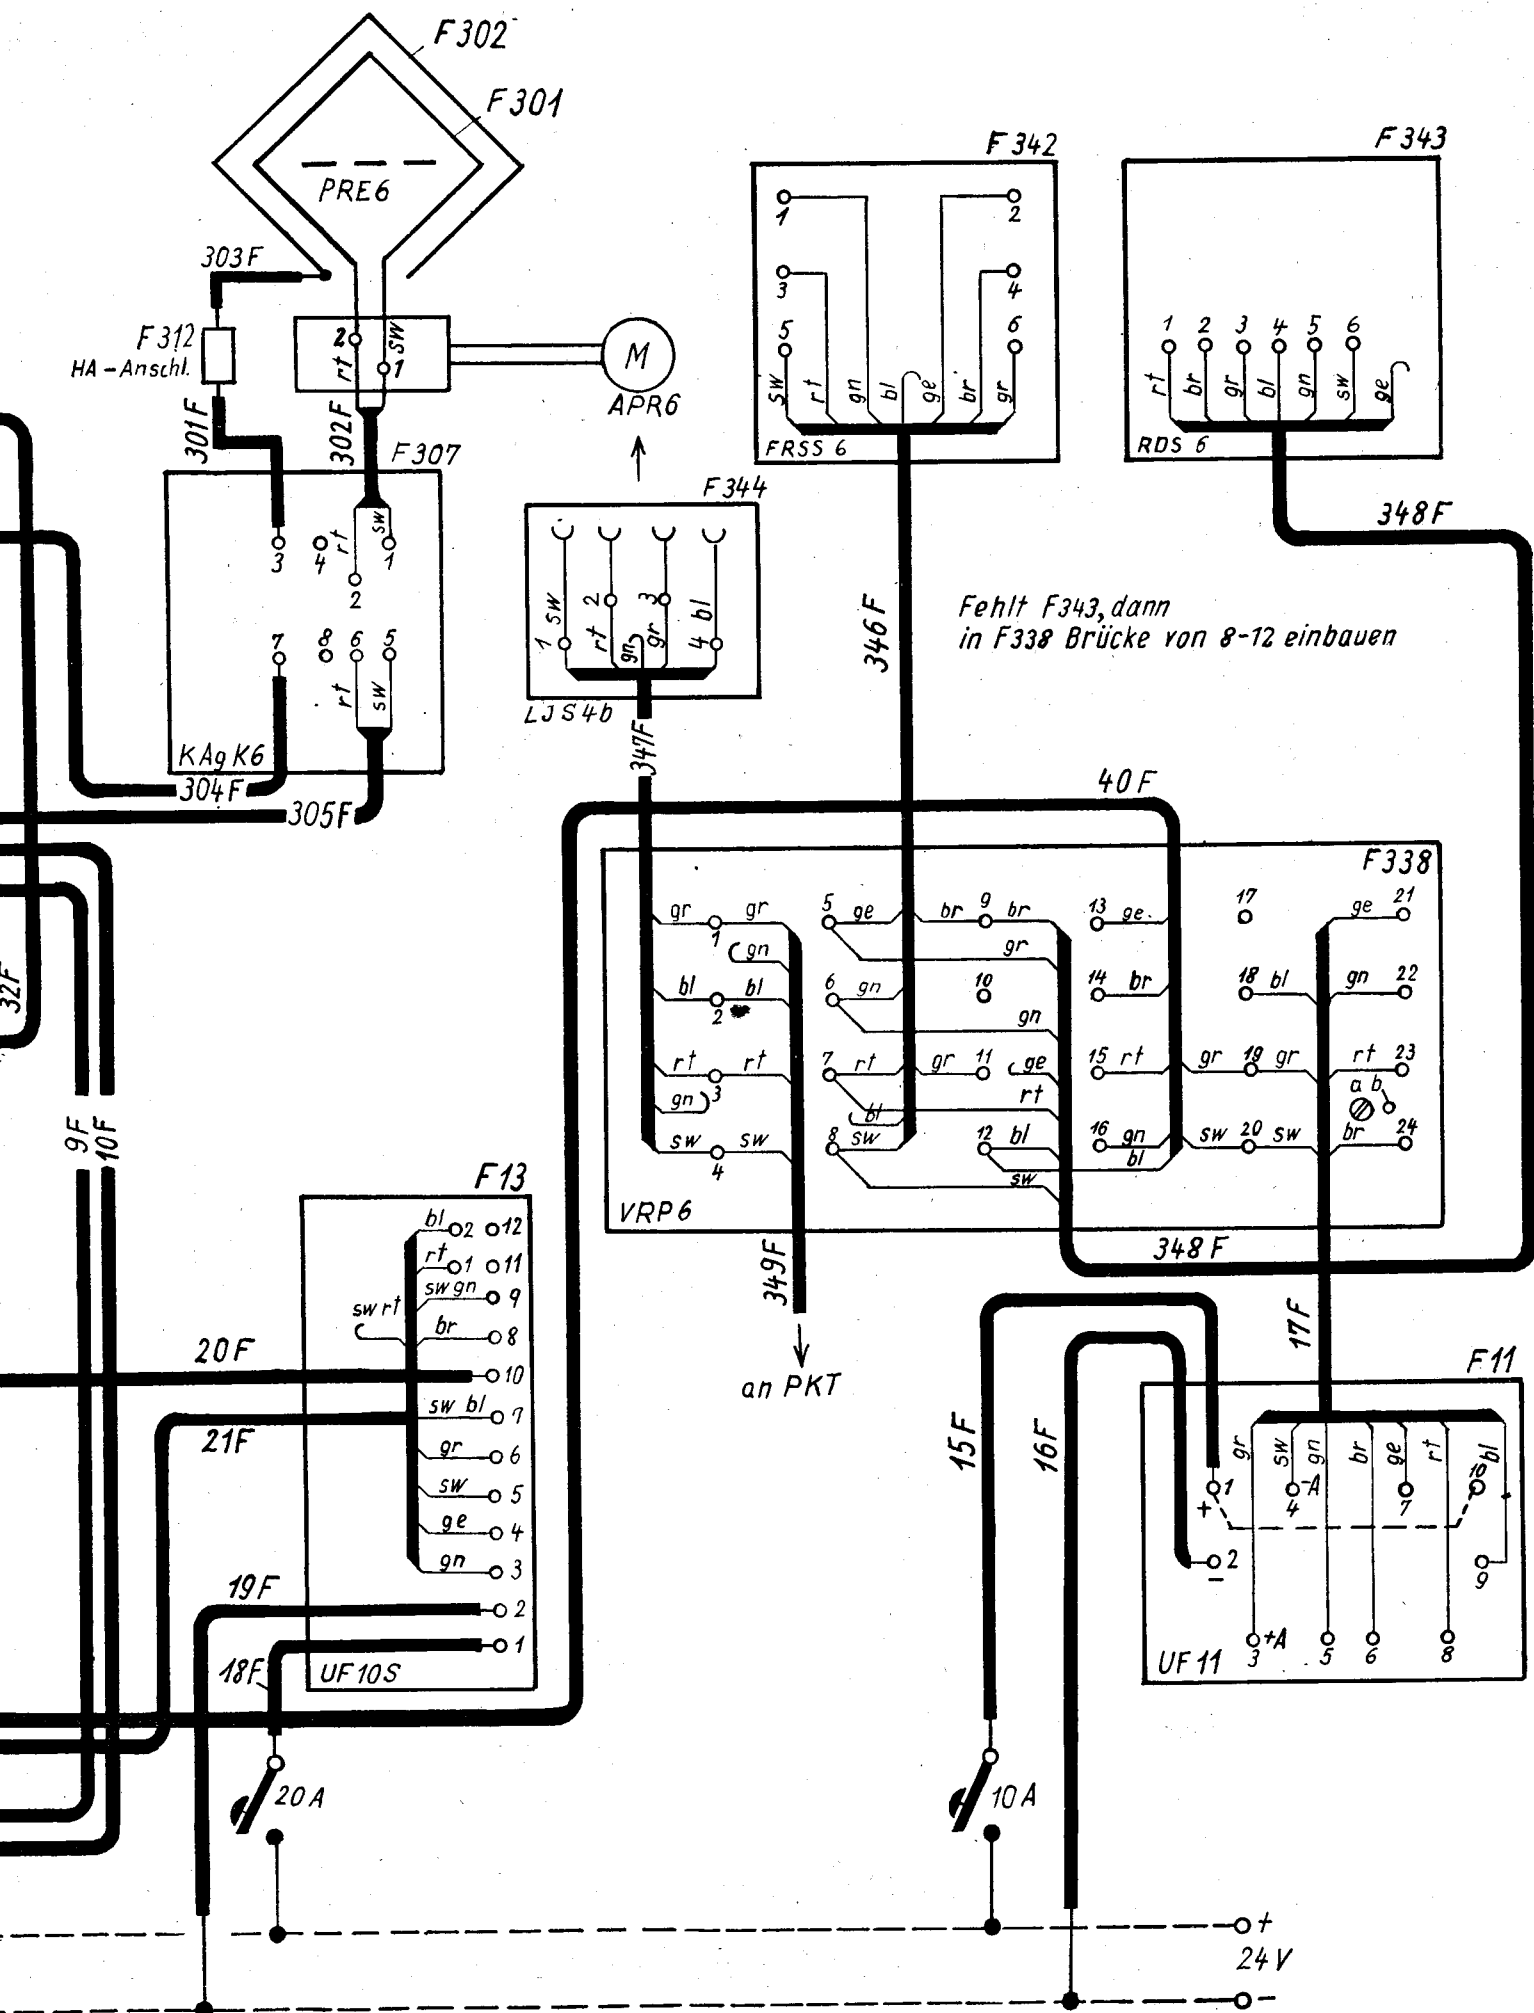 F302
F301
PRE6
303F
F312
HA-Anschl.
2
rt
sw
1
M
APR6
301F
302F
F307
3
4
rt
sw
1
2
7
8
6
5
rt
sw
KAgK6
304F
305F
F342
1
2
3
4
5
6
sw
rt
gn
bl
ge
br
gr
FRSS 6
F343
1 2 3 4 5 6
rt
br
gr
bl
gn
sw
ge
RDS 6
348F
F344
1
sw
2
rt
gn
3
gr
4
bl
LJS4b
347F
346F
Fehlt F343, dann
in F338 Brücke von 8-12 einbauen
40F
F338
gr
1
gr
gn
bl
2
bl
rt
3
rt
gn
sw
4
sw
5
ge
br
9
br
gr
6
gn
10
gn
7
rt
gr
11
ge
rt
bl
8
sw
12
bl
bl
sw
13
ge
14
br
15
rt
gr
19
gr
16
gn
sw
20
sw
17
18
bl
ge
21
gn
22
rt
23
a b
br
24
VRP6
349F
an PKT
348F
17F
32F
9F
10F
F13
bl
2
12
rt
1
11
sw gn
9
sw rt
br
8
10
sw bl
7
gr
6
sw
5
ge
4
gn
3
2
1
UF10S
20F
21F
19F
18F
20A
15F
16F
10A
F11
gr
sw
gn
br
ge
rt
bl
1
+
-A
4
7
10
2
-
9
+A
3
5
6
8
UF11
+
24V
-